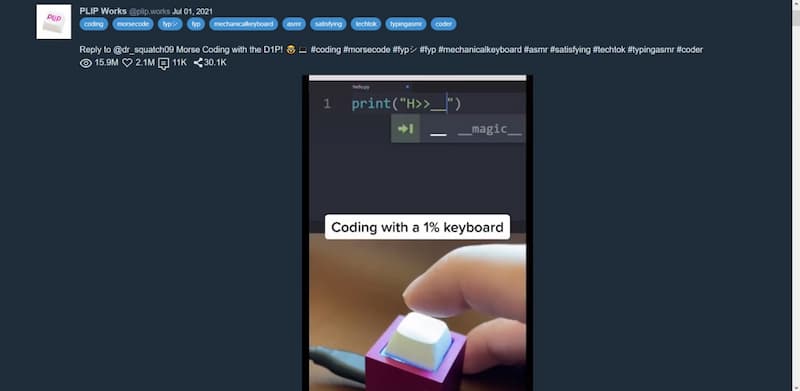 PLIP
PLIP Works @plip.works Jul 01, 2021
coding morsecode fypシ fyp mechanicalkeyboard asmr satisfying techtok typingasmr coder
Reply to @dr_squatch09 Morse Coding with the D1P! 🤓 💻 #coding #morsecode #fypシ #fyp #mechanicalkeyboard #asmr #satisfying #techtok #typingasmr #coder
15.9M 2.1M 11K 30.1K
hello.py x
1 print("H>>__")
__ __magic__
Coding with a 1% keyboard